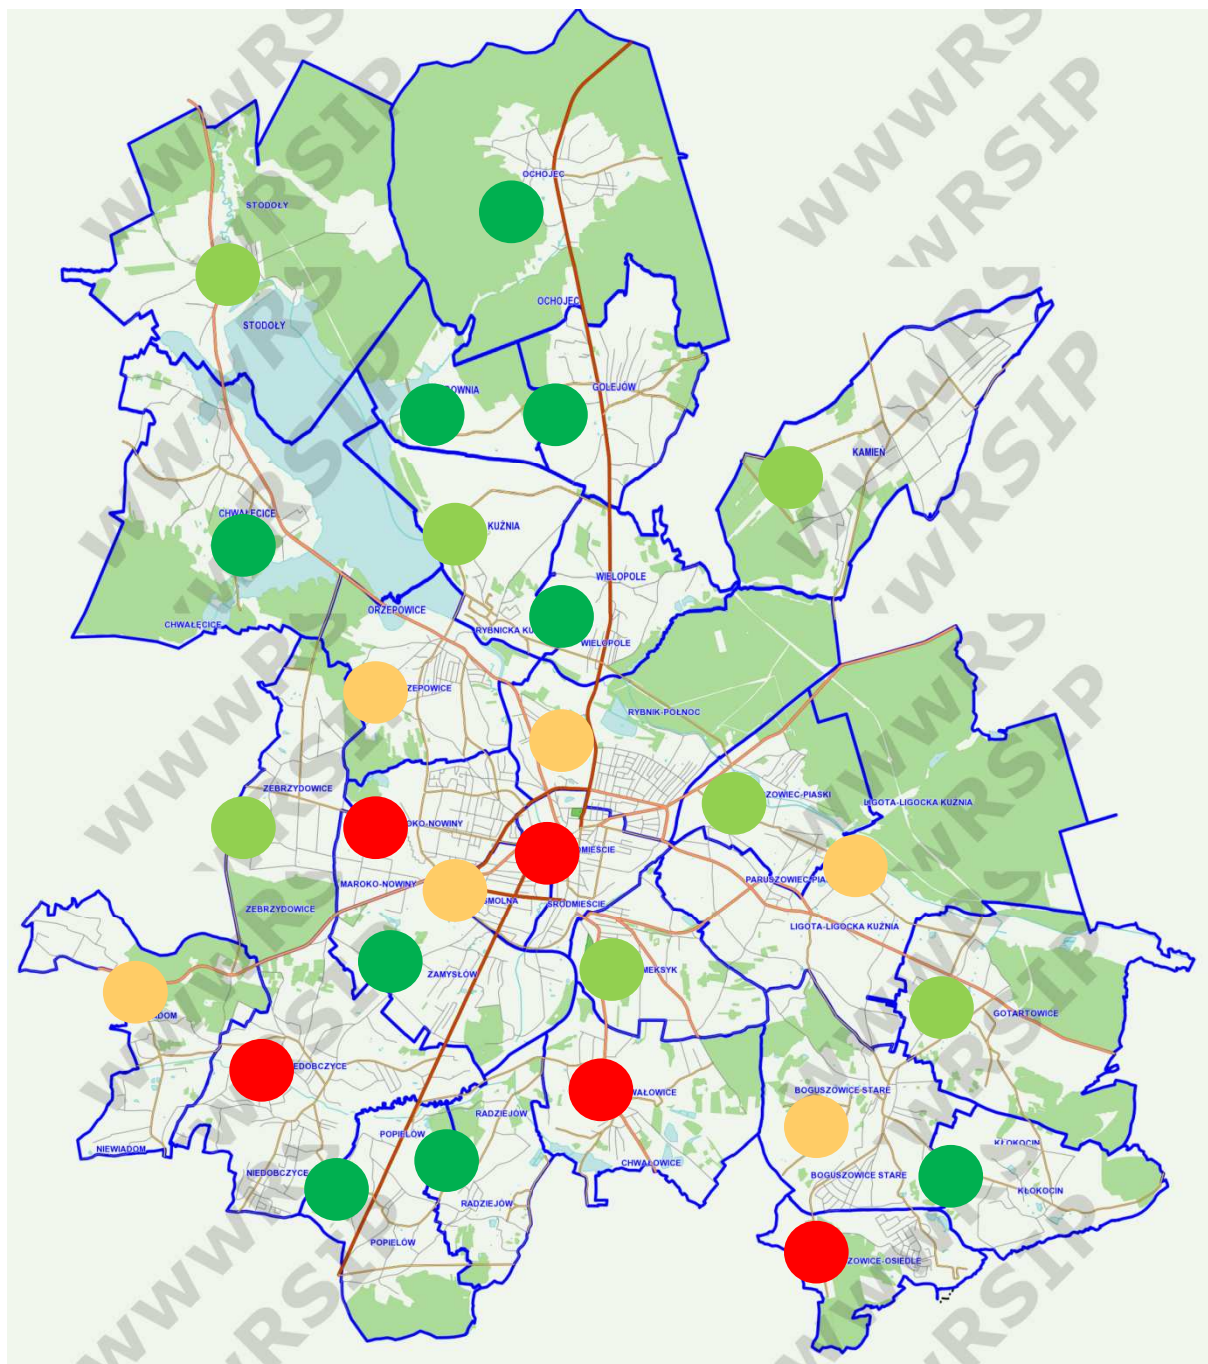 wwwRSIP
wwwRSIP
OCHOJEC
STODOŁY
OCHOJEC
STODOŁY
OWNIA
GOLEJÓW
KAMIEŃ
CHWAŁĘCICE
KUŹNIA
WIELOPOLE
ORZEPOWICE
CHWAŁĘCICE
RYBNICKA KU
WIELOPOLE
ZEPOWICE
RYBNIK-PÓŁNOC
ZEBRZYDOWICE
ZOWIEC-PIASKI
LIGOTA-LIGOCKA KUŹNIA
OKO-NOWINY
OMIEŚCIE
MAROKO-NOWINY
PARUSZOWIEC-PIA
SMOLNA
ŚRÓDMIEŚCIE
ZEBRZYDOWICE
LIGOTA-LIGOCKA KUŹNIA
ZAMYSŁÓW
MEKSYK
GOTARTOWICE
DOM
EDOBCZYCE
WAŁOWICE
BOGUSZOWICE STARE
RADZIEJÓW
POPIELÓW
KŁOKOCIN
NIEWIADOM
CHWAŁOWICE
NIEDOBCZYCE
BOGUSZOWICE STARE
KŁOKOCIN
RADZIEJÓW
POPIELÓW
ZOWICE-OSIEDLE